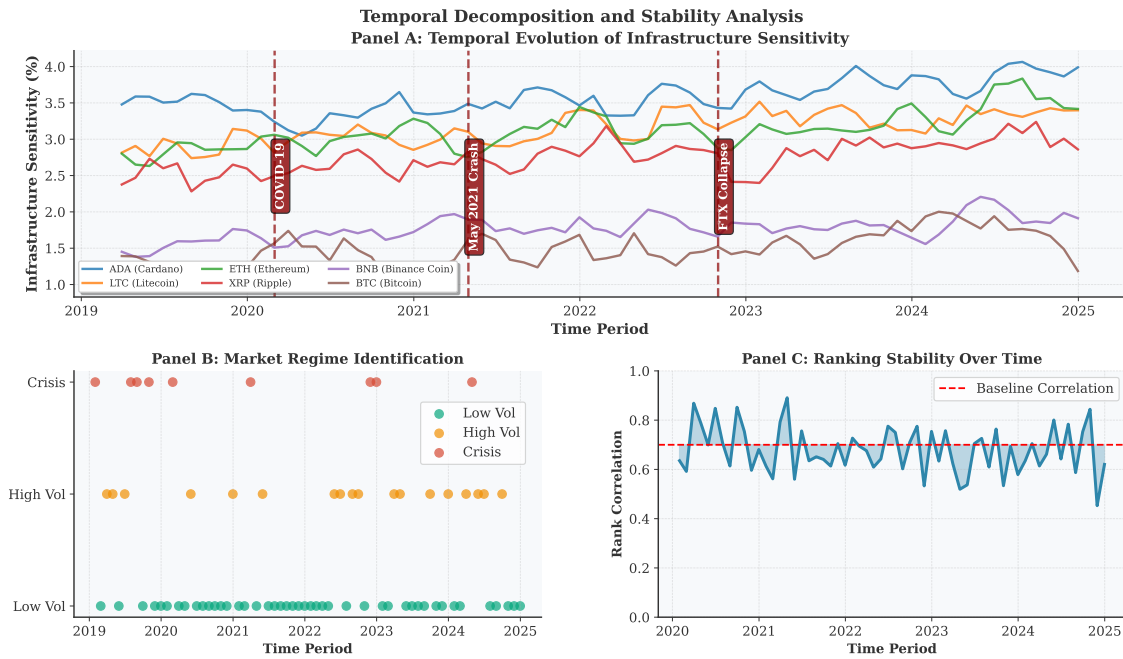 Temporal Decomposition and Stability Analysis
Panel A: Temporal Evolution of Infrastructure Sensitivity
Infrastructure Sensitivity (%)
4.0
3.5
3.0
2.5
2.0
1.5
1.0
COVID-19
May 2021 Crash
FTX Collapse
ADA (Cardano)
ETH (Ethereum)
BNB (Binance Coin)
LTC (Litecoin)
XRP (Ripple)
BTC (Bitcoin)
2019 2020 2021 2022 2023 2024 2025
Time Period
Panel B: Market Regime Identification
Crisis
High Vol
Low Vol
Low Vol
High Vol
Crisis
2019 2020 2021 2022 2023 2024 2025
Time Period
Panel C: Ranking Stability Over Time
Rank Correlation
1.0
0.8
0.6
0.4
0.2
0.0
Baseline Correlation
2020 2021 2022 2023 2024 2025
Time Period